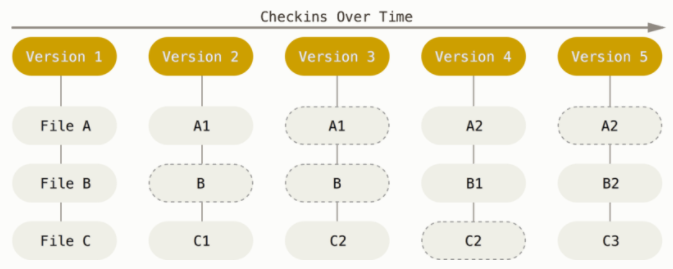 Checkins Over Time
Version 1 Version 2 Version 3 Version 4 Version 5
File A A1 A1 A2 A2
File B B B B1 B2
File C C1 C2 C2 C3